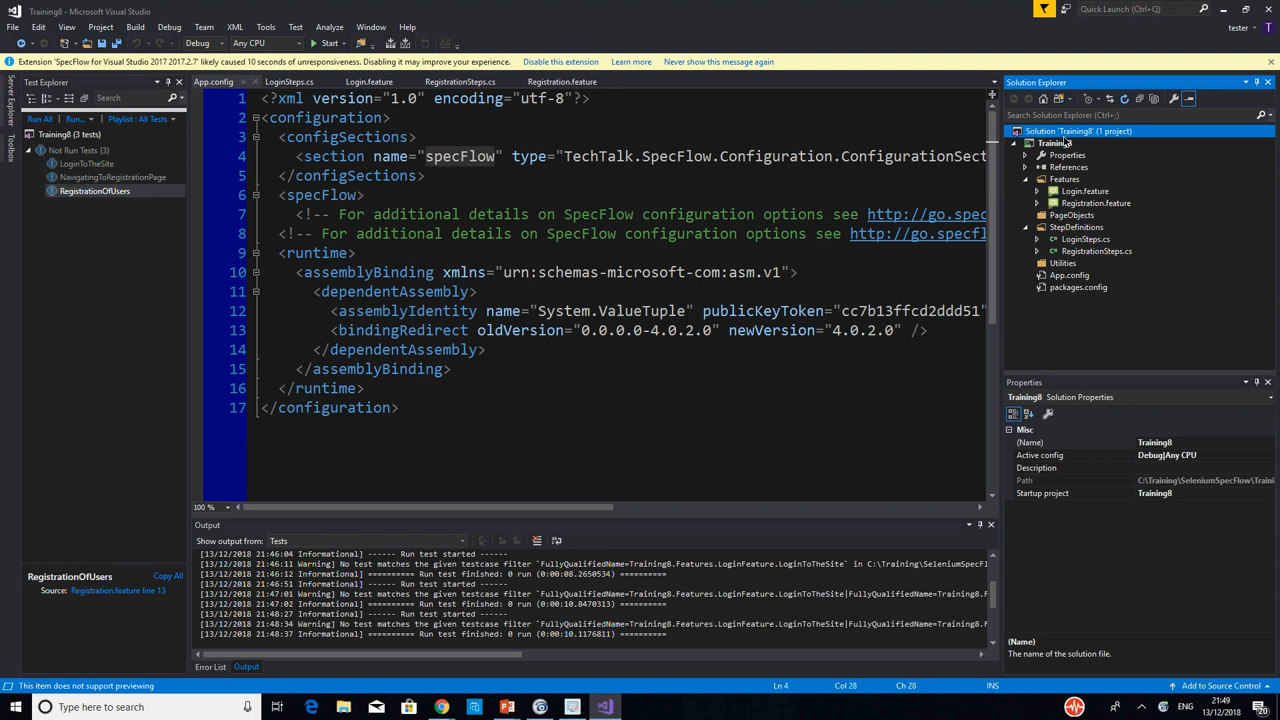 Training8 - Microsoft Visual Studio
Quick Launch (Ctrl+Q)
File Edit View Project Build Debug Team XML Tools Test Analyze Window Help
tester T
Debug Any CPU Start
Extension 'SpecFlow for Visual Studio 2017 2017.2.7' likely caused 10 seconds of unresponsiveness. Disabling it may improve your experience. Disable this extension Learn more Never show this message again
Server Explorer
Toolbox
Test Explorer
Search
Run All Run... Playlist : All Tests
Training8 (3 tests)
Not Run Tests (3)
LoginToTheSite
NavigatingToRegistrationPage
RegistrationOfUsers
RegistrationOfUsers Copy All
Source: Registration.feature line 13
App.config LoginSteps.cs Login.feature RegistrationSteps.cs Registration.feature
1 <?xml version="1.0" encoding="utf-8"?>
2 <configuration>
3 <configSections>
4 <section name="specFlow" type="TechTalk.SpecFlow.Configuration.ConfigurationSect
5 </configSections>
6 <specFlow>
7 <!-- For additional details on SpecFlow configuration options see http://go.spec
8 <!-- For additional details on SpecFlow configuration options see http://go.specfl
9 <runtime>
10 <assemblyBinding xmlns="urn:schemas-microsoft-com:asm.v1">
11 <dependentAssembly>
12 <assemblyIdentity name="System.ValueTuple" publicKeyToken="cc7b13ffcd2ddd51"
13 <bindingRedirect oldVersion="0.0.0.0-4.0.2.0" newVersion="4.0.2.0" />
14 </dependentAssembly>
15 </assemblyBinding>
16 </runtime>
17 </configuration>
100 %
Output
Show output from: Tests
[13/12/2018 21:46:04 Informational] ------ Run test started ------
[13/12/2018 21:46:11 Warning] No test matches the given testcase filter `FullyQualifiedName=Training8.Features.LoginFeature.LoginToTheSite` in C:\Training\SeleniumSpecFl
[13/12/2018 21:46:12 Informational] ========== Run test finished: 0 run (0:00:08.2650534) ==========
[13/12/2018 21:46:51 Informational] ------ Run test started ------
[13/12/2018 21:47:01 Warning] No test matches the given testcase filter `FullyQualifiedName=Training8.Features.LoginFeature.LoginToTheSite|FullyQualifiedName=Training8.F
[13/12/2018 21:47:02 Informational] ========== Run test finished: 0 run (0:00:10.8470313) ==========
[13/12/2018 21:48:27 Informational] ------ Run test started ------
[13/12/2018 21:48:34 Warning] No test matches the given testcase filter `FullyQualifiedName=Training8.Features.LoginFeature.LoginToTheSite|FullyQualifiedName=Training8.F
[13/12/2018 21:48:37 Informational] ========== Run test finished: 0 run (0:00:10.1176811) ==========
Error List Output
Solution Explorer
Search Solution Explorer (Ctrl+;)
Solution 'Training8' (1 project)
Training8
Properties
References
Features
Login.feature
Registration.feature
PageObjects
StepDefinitions
LoginSteps.cs
RegistrationSteps.cs
Utilities
App.config
packages.config
Properties
Training8 Solution Properties
Misc
(Name) Training8
Active config Debug|Any CPU
Description
Path C:\Training\SeleniumSpecFlow\Traini
Startup project Training8
(Name)
The name of the solution file.
This item does not support previewing Ln 4 Col 28 Ch 28 INS Add to Source Control
Type here to search
21:49
13/12/2018
20